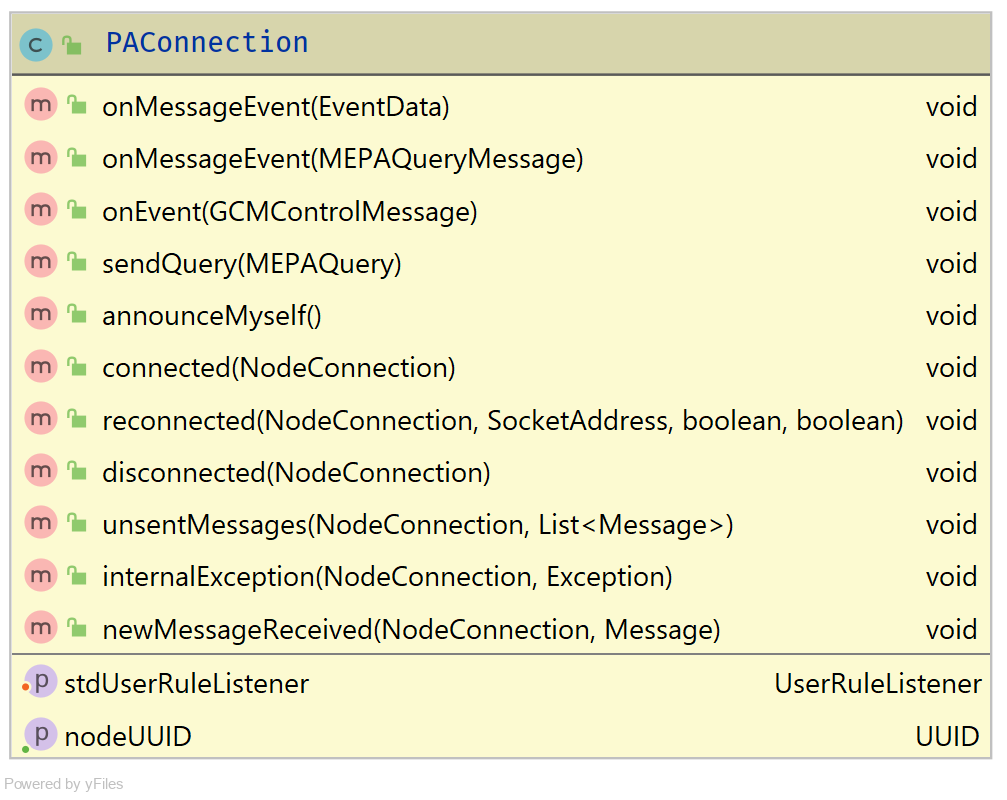 C PAConnection
m onMessageEvent(EventData) void
m onMessageEvent(MEPAQueryMessage) void
m onEvent(GCMControlMessage) void
m sendQuery(MEPAQuery) void
m announceMyself() void
m connected(NodeConnection) void
m reconnected(NodeConnection, SocketAddress, boolean, boolean) void
m disconnected(NodeConnection) void
m unsentMessages(NodeConnection, List<Message>) void
m internalException(NodeConnection, Exception) void
m newMessageReceived(NodeConnection, Message) void
p stdUserRuleListener UserRuleListener
p nodeUUID UUID
Powered by yFiles